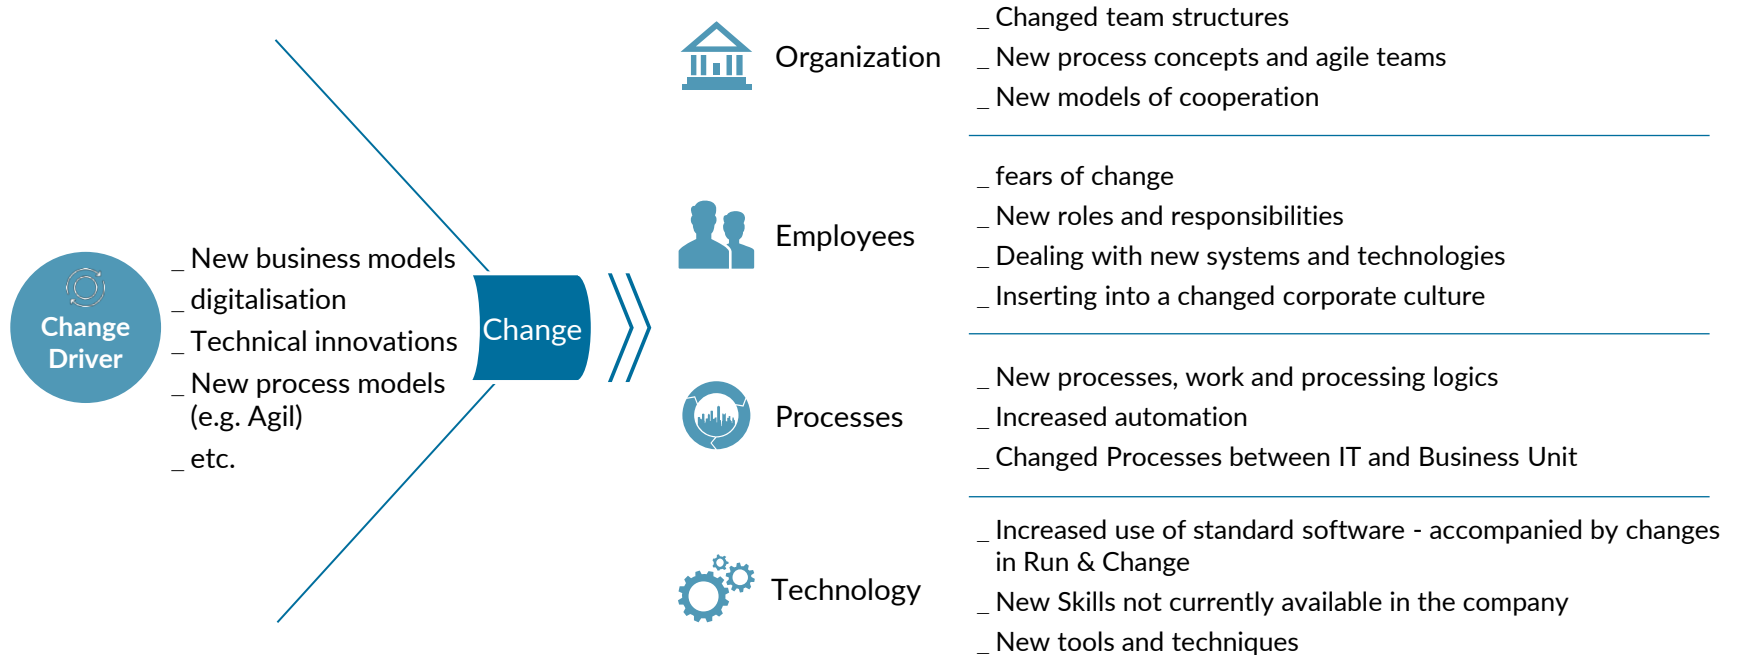 Change
Driver
_ New business models
_ digitalisation
_ Technical innovations
_ New process models
(e.g. Agil)
_ etc.
Change
Organization
_ Changed team structures
_ New process concepts and agile teams
_ New models of cooperation
Employees
_ fears of change
_ New roles and responsibilities
_ Dealing with new systems and technologies
_ Inserting into a changed corporate culture
Processes
_ New processes, work and processing logics
_ Increased automation
_ Changed Processes between IT and Business Unit
Technology
_ Increased use of standard software - accompanied by changes
in Run & Change
_ New Skills not currently available in the company
_ New tools and techniques